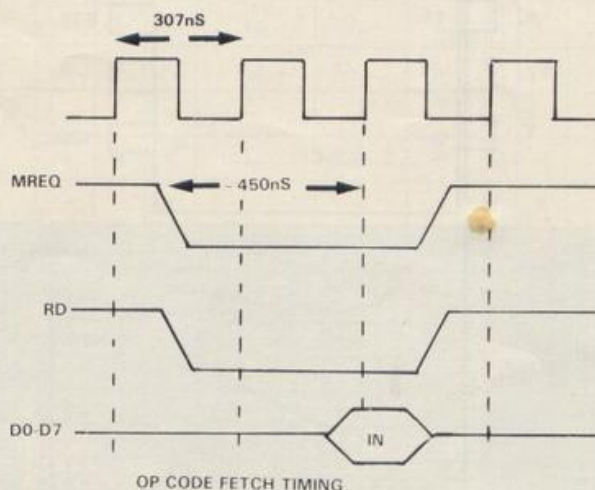 307nS
MREQ
450nS
RD
D0-D7
IN
OP CODE FETCH TIMING